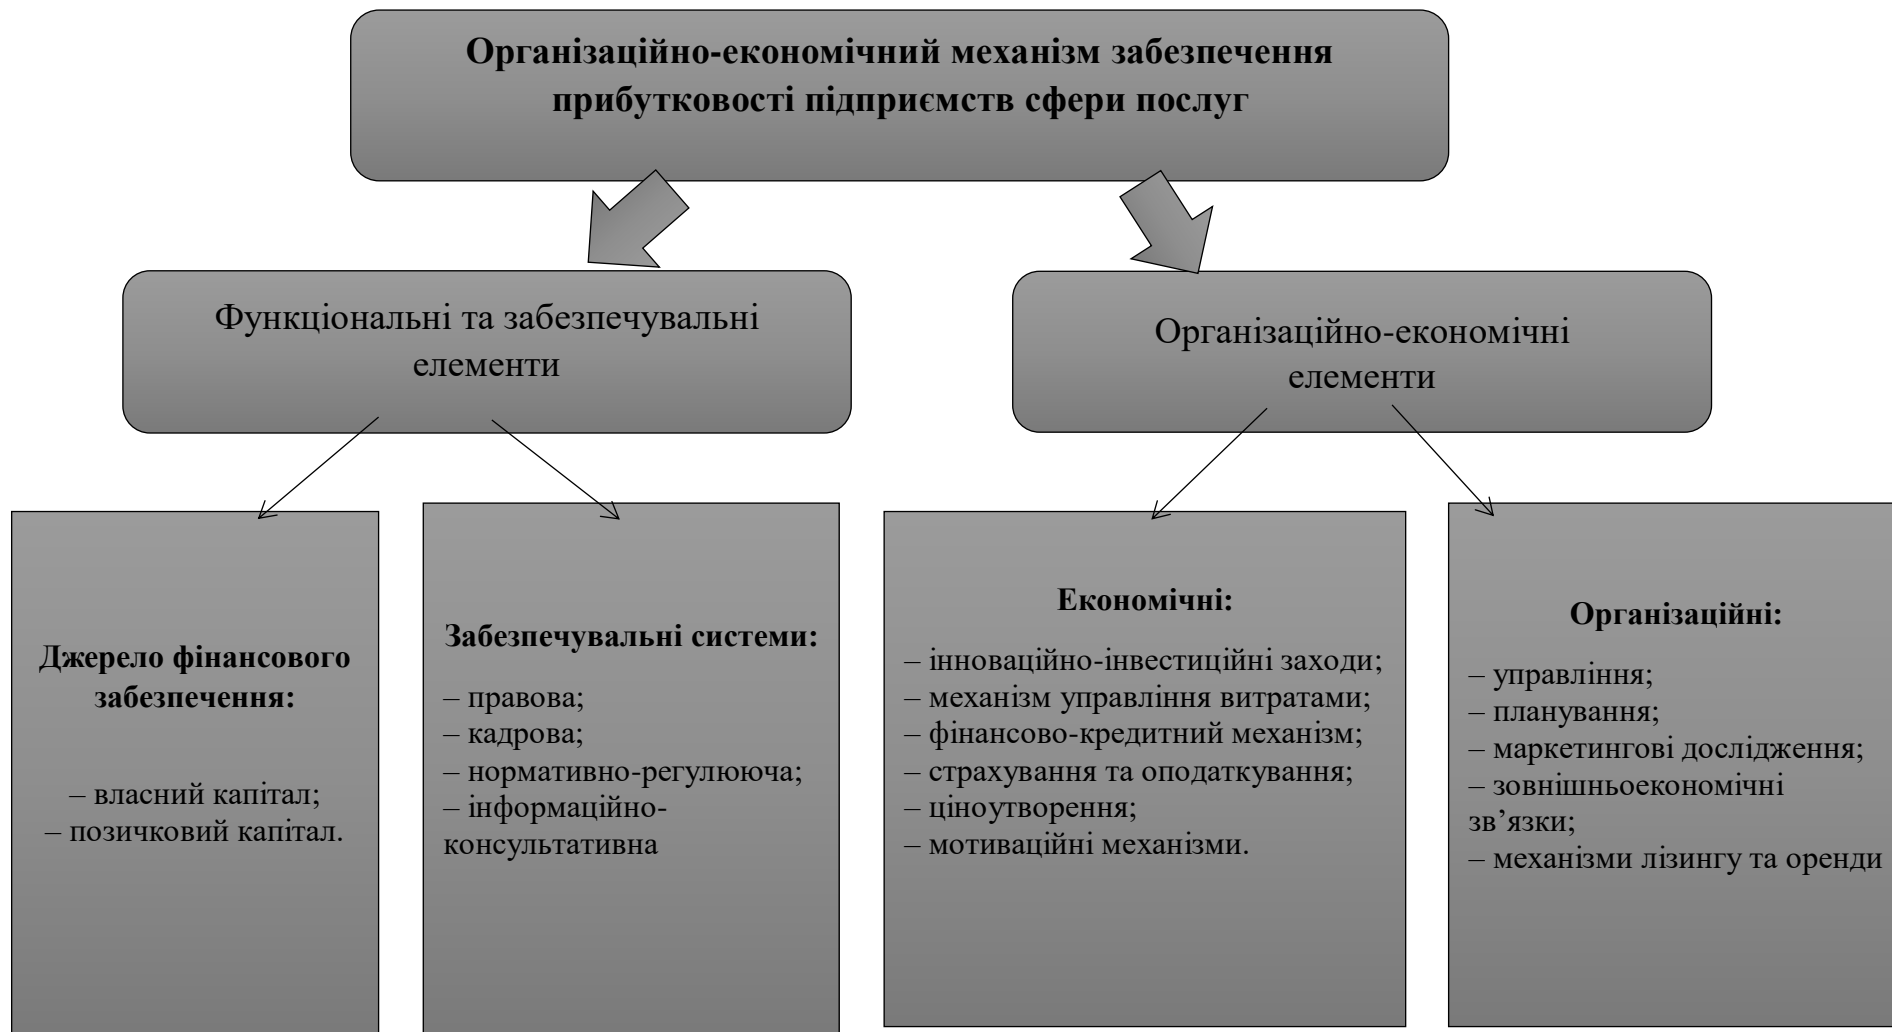 Організаційно-економічний механізм забезпечення
прибутковості підприємств сфери послуг
Функціональні та забезпечувальні
елементи
Організаційно-економічні
елементи
Джерело фінансового
забезпечення:
– власний капітал;
– позичковий капітал.
Забезпечувальні системи:
– правова;
– кадрова;
– нормативно-регулююча;
– інформаційно-
консультативна
Економічні:
– інноваційно-інвестиційні заходи;
– механізм управління витратами;
– фінансово-кредитний механізм;
– страхування та оподаткування;
– ціноутворення;
– мотиваційні механізми.
Організаційні:
– управління;
– планування;
– маркетингові дослідження;
– зовнішньоекономічні
зв’язки;
– механізми лізингу та оренди